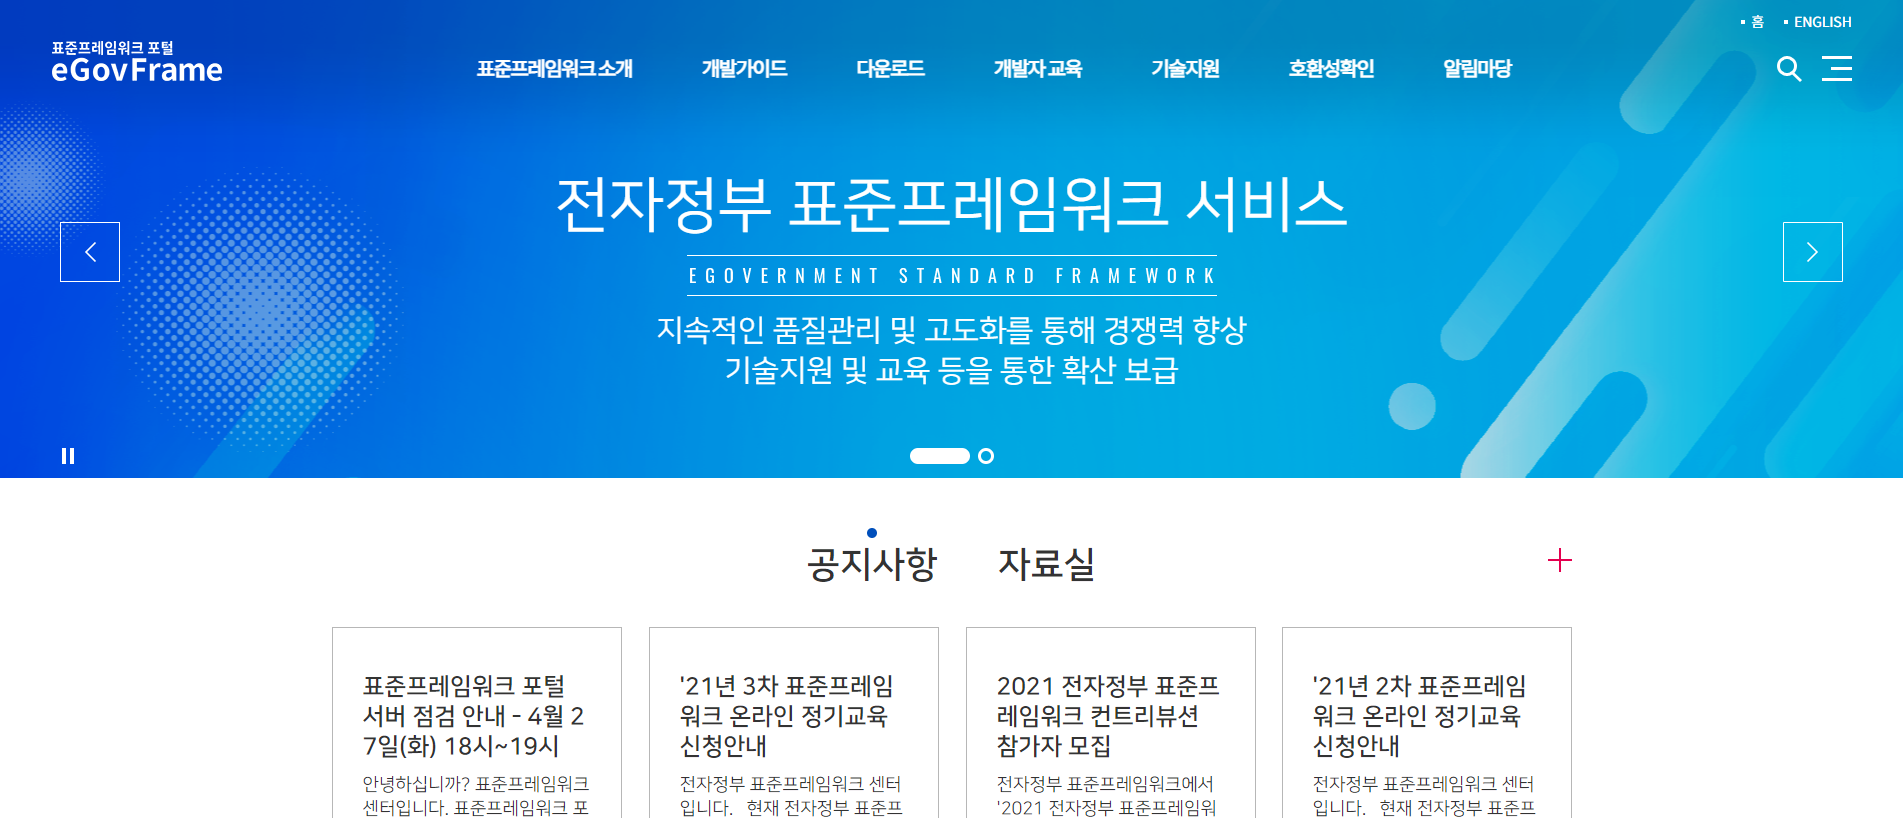 홈 ENGLISH
표준프레임워크 포털
eGovFrame
표준프레임워크 소개 개발가이드 다운로드 개발자 교육 기술지원 호환성확인 알림마당
전자정부 표준프레임워크 서비스
EGOVERNMENT STANDARD FRAMEWORK
지속적인 품질관리 및 고도화를 통해 경쟁력 향상
기술지원 및 교육 등을 통한 확산 보급
공지사항 자료실
표준프레임워크 포털
서버 점검 안내 - 4월 2
7일(화) 18시~19시
안녕하십니까? 표준프레임워크
센터입니다. 표준프레임워크 포
'21년 3차 표준프레임
워크 온라인 정기교육
신청안내
전자정부 표준프레임워크 센터
입니다. 현재 전자정부 표준프
2021 전자정부 표준프
레임워크 컨트리뷰션
참가자 모집
전자정부 표준프레임워크에서
'2021 전자정부 표준프레임워
'21년 2차 표준프레임
워크 온라인 정기교육
신청안내
전자정부 표준프레임워크 센터
입니다. 현재 전자정부 표준프